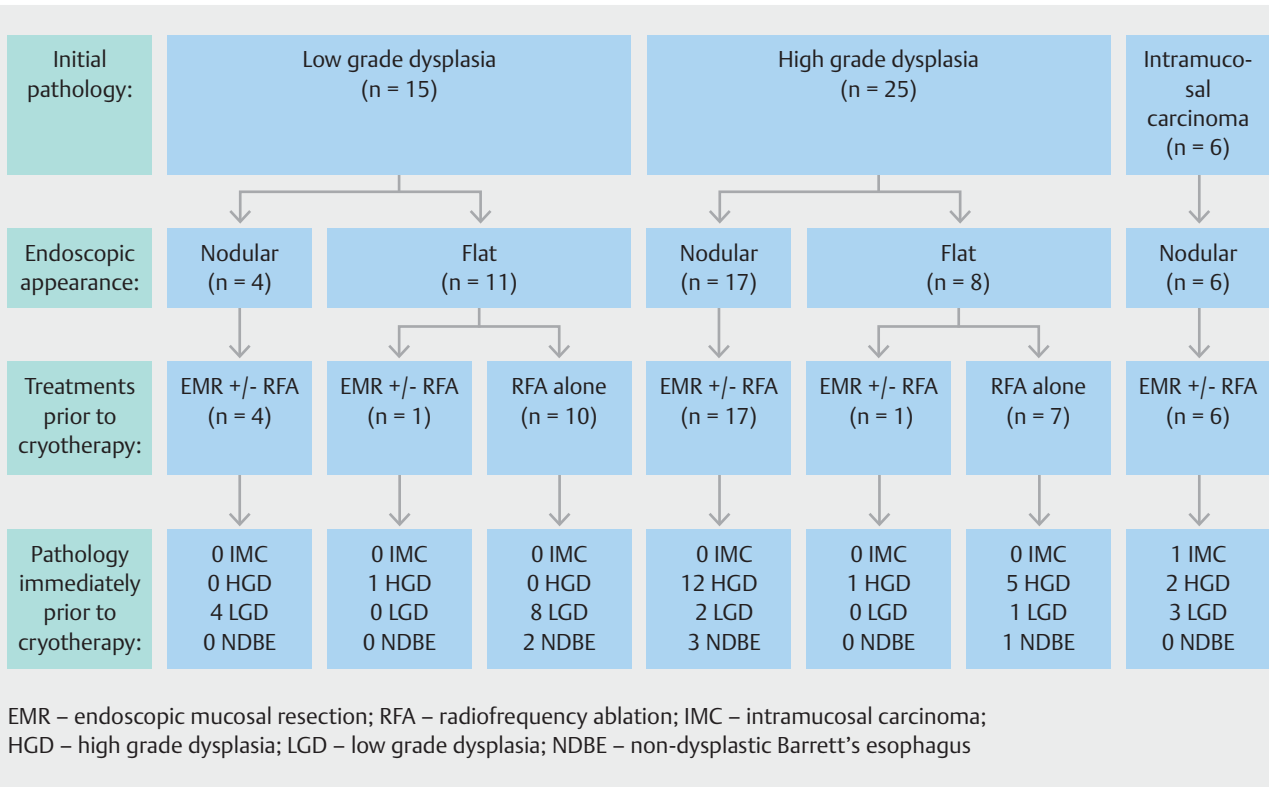 Initial
pathology:
Low grade dysplasia
(n = 15)
High grade dysplasia
(n = 25)
Intramuco-
sal
carcinoma
(n = 6)
Endoscopic
appearance:
Nodular
(n = 4)
Flat
(n = 11)
Nodular
(n = 17)
Flat
(n = 8)
Nodular
(n = 6)
Treatments
prior to
cryotherapy:
EMR +/- RFA
(n = 4)
EMR +/- RFA
(n = 1)
RFA alone
(n = 10)
EMR +/- RFA
(n = 17)
EMR +/- RFA
(n = 1)
RFA alone
(n = 7)
EMR +/- RFA
(n = 6)
Pathology
immediately
prior to
cryotherapy:
0 IMC
0 HGD
4 LGD
0 NDBE
0 IMC
1 HGD
0 LGD
0 NDBE
0 IMC
0 HGD
8 LGD
2 NDBE
0 IMC
12 HGD
2 LGD
3 NDBE
0 IMC
1 HGD
0 LGD
0 NDBE
0 IMC
5 HGD
1 LGD
1 NDBE
1 IMC
2 HGD
3 LGD
0 NDBE
EMR – endoscopic mucosal resection; RFA – radiofrequency ablation; IMC – intramucosal carcinoma;
HGD – high grade dysplasia; LGD – low grade dysplasia; NDBE – non-dysplastic Barrett’s esophagus